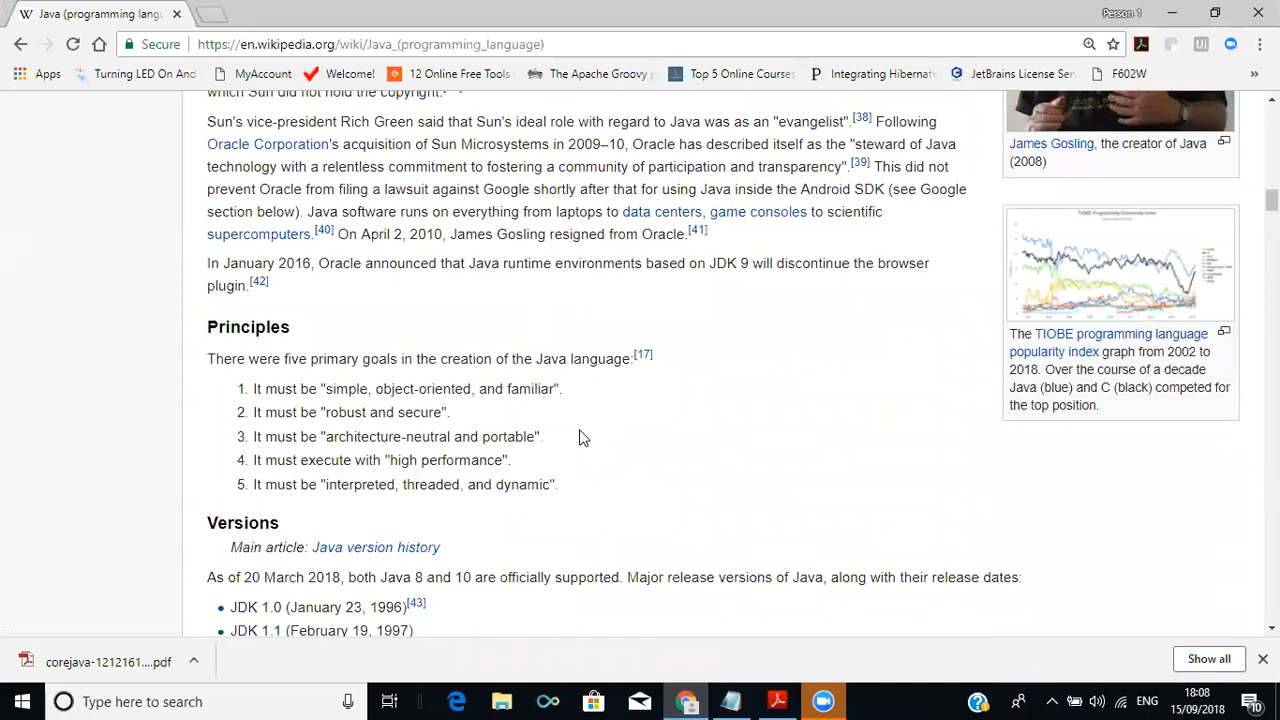 Java (programming lang
Person 1
Secure
https://en.wikipedia.org/wiki/Java_(programming_language)
Apps
Turning LED On And
MyAccount
Welcome!
12 Online Free Tools
The Apache Groovy p
Top 5 Online Courses
Integrating Hibernat
JetBrains License Ser
F602W
»
which Sun did not hold the copyright.
Sun's vice-president Rich Green said that Sun's ideal role with regard to Java was as an "evangelist".[38] Following
Oracle Corporation's acquisition of Sun Microsystems in 2009–10, Oracle has described itself as the "steward of Java
technology with a relentless commitment to fostering a community of participation and transparency".[39] This did not
prevent Oracle from filing a lawsuit against Google shortly after that for using Java inside the Android SDK (see Google
section below). Java software runs on everything from laptops to data centers, game consoles to scientific
supercomputers.[40] On April 2, 2010, James Gosling resigned from Oracle.[41]
In January 2016, Oracle announced that Java runtime environments based on JDK 9 will discontinue the browser
plugin.[42]
Principles
There were five primary goals in the creation of the Java language:[17]
1. It must be "simple, object-oriented, and familiar".
2. It must be "robust and secure".
3. It must be "architecture-neutral and portable".
4. It must execute with "high performance".
5. It must be "interpreted, threaded, and dynamic".
Versions
Main article: Java version history
As of 20 March 2018, both Java 8 and 10 are officially supported. Major release versions of Java, along with their release dates:
• JDK 1.0 (January 23, 1996)[43]
• JDK 1.1 (February 19, 1997)
James Gosling, the creator of Java
(2008)
TIOBE Programming Community Index
The TIOBE programming language
popularity index graph from 2002 to
2018. Over the course of a decade
Java (blue) and C (black) competed for
the top position.
corejava-1212161....pdf
Show all
Type here to search
ENG
18:08
15/09/2018
10